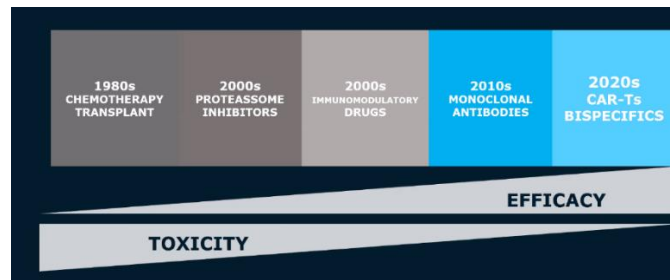 1980s
CHEMOTHERAPY
TRANSPLANT
2000s
PROTEASSOME
INHIBITORS
2000s
IMMUNOMODULATORY
DRUGS
2010s
MONOCLONAL
ANTIBODIES
2020s
CAR-Ts
BISPECIFICS
EFFICACY
TOXICITY